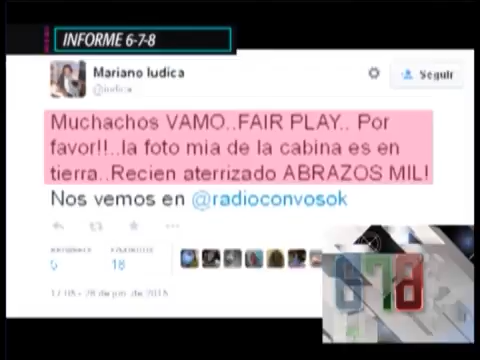 INFORME 6-7-8
Mariano Iudica
@iudica
Seguir
Muchachos VAMO..FAIR PLAY.. Por
favor!!..la foto mia de la cabina es en
tierra..Recien aterrizado ABRAZOS MIL!
Nos vemos en @radioconvosok
18
678